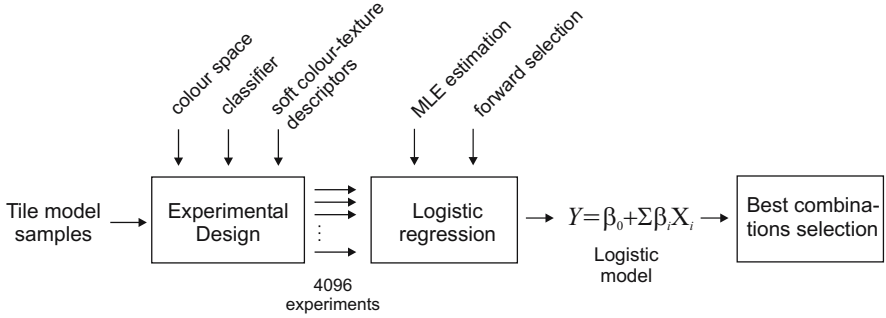 colour space
classifier
soft colour-texture
descriptors
MLE estimation
forward selection
Tile model
samples
Experimental
Design
4096
experiments
Logistic
regression
Y=β₀+ΣβᵢXᵢ
Logistic
model
Best combina-
tions selection